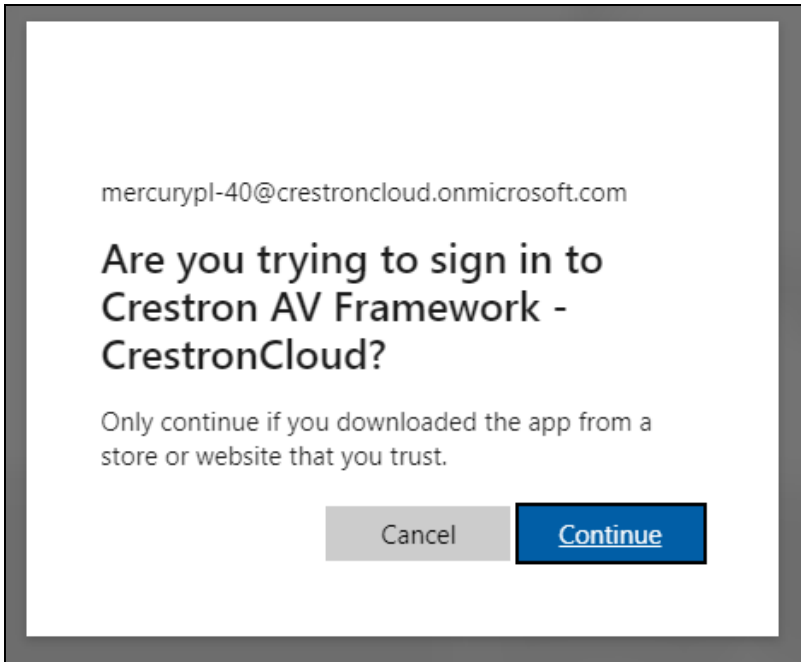 mercurypl-40@crestroncloud.onmicrosoft.com
Are you trying to sign in to
Crestron AV Framework -
CrestronCloud?
Only continue if you downloaded the app from a
store or website that you trust.
Cancel
Continue